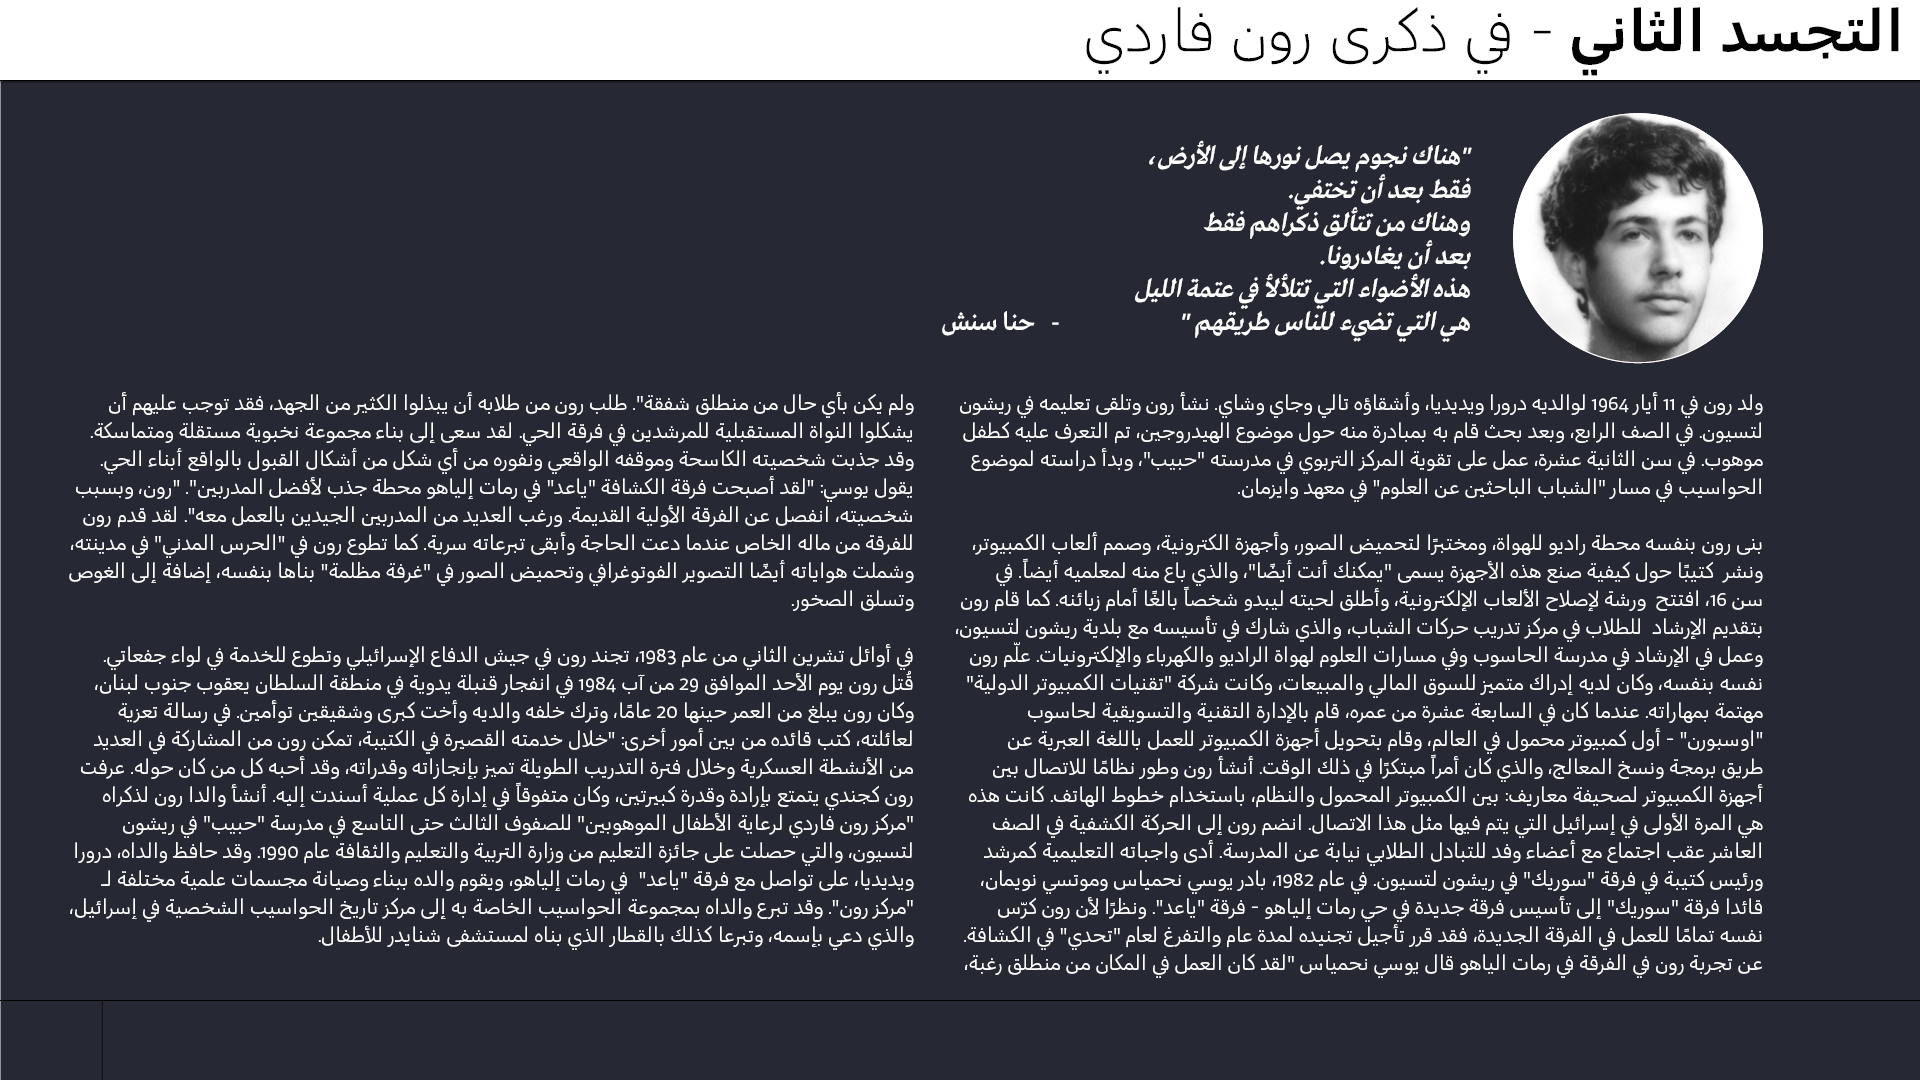 التجسد الثاني - في ذكرى رون فاردي
"هناك نجوم يصل نورها إلى الأرض،
فقط بعد أن تختفي.
وهناك من تتألق ذكراهم فقط
بعد أن يغادرونا.
هذه الأضواء التي تتلألأ في عتمة الليل
هي التي تضيء للناس طريقهم " - حنا سنش
ولد رون في 11 أيار 1964 لوالديه درورا ويديديا، وأشقاؤه تالي وجاي وشاي. نشأ رون وتلقى تعليمه في ريشون
لتسيون. في الصف الرابع، وبعد بحث قام به بمبادرة منه حول موضوع الهيدروجين، تم التعرف عليه كطفل
موهوب. في سن الثانية عشرة، عمل على تقوية المركز التربوي في مدرسته "حبيب"، وبدأ دراسته لموضوع
الحواسيب في مسار "الشباب الباحثين عن العلوم" في معهد وايزمان.
بنى رون بنفسه محطة راديو للهواة، ومختبرًا لتحميض الصور، وأجهزة الكترونية، وصمم ألعاب الكمبيوتر،
ونشر كتيبًا حول كيفية صنع هذه الأجهزة يسمى "يمكنك أنت أيضًا"، والذي باع منه لمعلميه أيضاً. في
سن 16، افتتح ورشة لإصلاح الألعاب الإلكترونية، وأطلق لحيته ليبدو شخصاً بالغًا أمام زبائنه. كما قام رون
بتقديم الإرشاد للطلاب في مركز تدريب حركات الشباب، والذي شارك في تأسيسه مع بلدية ريشون لتسيون،
وعمل في الإرشاد في مدرسة الحاسوب وفي مسارات العلوم لهواة الراديو والكهرباء والإلكترونيات. علّم رون
نفسه بنفسه، وكان لديه إدراك متميز للسوق المالي والمبيعات، وكانت شركة "تقنيات الكمبيوتر الدولية"
مهتمة بمهاراته. عندما كان في السابعة عشرة من عمره، قام بالإدارة التقنية والتسويقية لحاسوب
"اوسبورن" - أول كمبيوتر محمول في العالم، وقام بتحويل أجهزة الكمبيوتر للعمل باللغة العبرية عن
طريق برمجة ونسخ المعالج، والذي كان أمراً مبتكرًا في ذلك الوقت. أنشأ رون وطور نظامًا للاتصال بين
أجهزة الكمبيوتر لصحيفة معاريف: بين الكمبيوتر المحمول والنظام، باستخدام خطوط الهاتف. كانت هذه
هي المرة الأولى في إسرائيل التي يتم فيها مثل هذا الاتصال. انضم رون إلى الحركة الكشفية في الصف
العاشر عقب اجتماع مع أعضاء وفد للتبادل الطلابي نيابة عن المدرسة. أدى واجباته التعليمية كمرشد
ورئيس كتيبة في فرقة "سوريك" في ريشون لتسيون. في عام 1982، بادر يوسي نحمياس وموتسي نويمان،
قائدا فرقة "سوريك" إلى تأسيس فرقة جديدة في حي رمات إلياهو - فرقة "ياعد". ونظرًا لأن رون كرّس
نفسه تمامًا للعمل في الفرقة الجديدة، فقد قرر تأجيل تجنيده لمدة عام والتفرغ لعام "تحدي" في الكشافة.
عن تجربة رون في الفرقة في رمات الياهو قال يوسي نحمياس "لقد كان العمل في المكان من منطلق رغبة،
ولم يكن بأي حال من منطلق شفقة". طلب رون من طلابه أن يبذلوا الكثير من الجهد، فقد توجب عليهم أن
يشكلوا النواة المستقبلية للمرشدين في فرقة الحي. لقد سعى إلى بناء مجموعة نخبوية مستقلة ومتماسكة.
وقد جذبت شخصيته الكاسحة وموقفه الواقعي ونفوره من أي شكل من أشكال القبول بالواقع أبناء الحي.
يقول يوسي: "لقد أصبحت فرقة الكشافة "ياعد" في رمات إلياهو محطة جذب لأفضل المدربين". "رون، وبسبب
شخصيته، انفصل عن الفرقة الأولية القديمة. ورغب العديد من المدربين الجيدين بالعمل معه". لقد قدم رون
للفرقة من ماله الخاص عندما دعت الحاجة وأبقى تبرعاته سرية. كما تطوع رون في "الحرس المدني" في مدينته،
وشملت هواياته أيضًا التصوير الفوتوغرافي وتحميض الصور في "غرفة مظلمة" بناها بنفسه، إضافة إلى الغوص
وتسلق الصخور.
في أوائل تشرين الثاني من عام 1983، تجند رون في جيش الدفاع الإسرائيلي وتطوع للخدمة في لواء جفعاتي.
قُتل رون يوم الأحد الموافق 29 من آب 1984 في انفجار قنبلة يدوية في منطقة السلطان يعقوب جنوب لبنان،
وكان رون يبلغ من العمر حينها 20 عامًا، وترك خلفه والديه وأخت كبرى وشقيقين توأمين. في رسالة تعزية
لعائلته، كتب قائده من بين أمور أخرى: "خلال خدمته القصيرة في الكتيبة، تمكن رون من المشاركة في العديد
من الأنشطة العسكرية وخلال فترة التدريب الطويلة تميز بإنجازاته وقدراته، وقد أحبه كل من كان حوله. عرفت
رون كجندي يتمتع بإرادة وقدرة كبيرتين، وكان متفوقاً في إدارة كل عملية أسندت إليه. أنشأ والدا رون لذكراه
"مركز رون فاردي لرعاية الأطفال الموهوبين" للصفوف الثالث حتى التاسع في مدرسة "حبيب" في ريشون
لتسيون، والتي حصلت على جائزة التعليم من وزارة التربية والتعليم والثقافة عام 1990. وقد حافظ والداه، درورا
ويديديا، على تواصل مع فرقة "ياعد" في رمات إلياهو، ويقوم والده ببناء وصيانة مجسمات علمية مختلفة لـ
"مركز رون". وقد تبرع والداه بمجموعة الحواسيب الخاصة به إلى مركز تاريخ الحواسيب الشخصية في إسرائيل،
والذي دعي بإسمه، وتبرعا كذلك بالقطار الذي بناه لمستشفى شنايدر للأطفال.